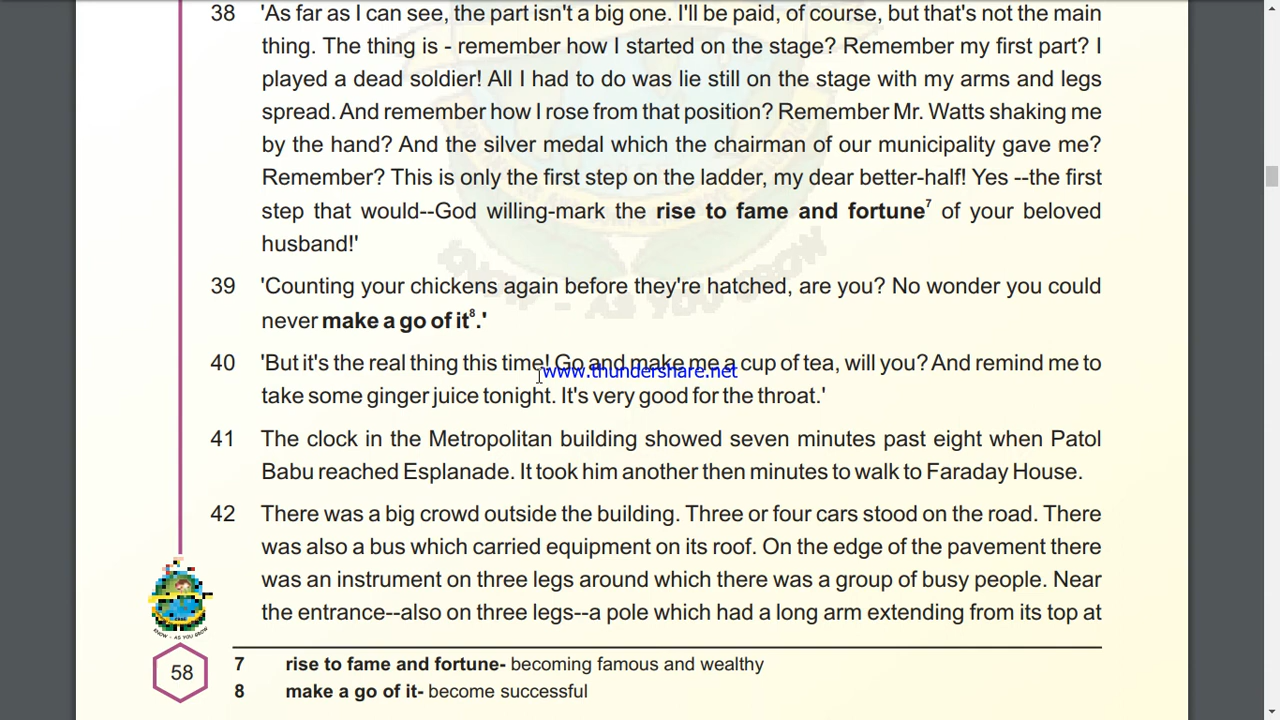 38 'As far as I can see, the part isn't a big one. I'll be paid, of course, but that's not the main
thing. The thing is - remember how I started on the stage? Remember my first part? I
played a dead soldier! All I had to do was lie still on the stage with my arms and legs
spread. And remember how I rose from that position? Remember Mr. Watts shaking me
by the hand? And the silver medal which the chairman of our municipality gave me?
Remember? This is only the first step on the ladder, my dear better-half! Yes --the first
step that would--God willing-mark the rise to fame and fortune7 of your beloved
husband!'
39 'Counting your chickens again before they're hatched, are you? No wonder you could
never make a go of it8.'
40 'But it's the real thing this time! Go and make me a cup of tea, will you? And remind me to
www.thundershare.net
take some ginger juice tonight. It's very good for the throat.'
41 The clock in the Metropolitan building showed seven minutes past eight when Patol
Babu reached Esplanade. It took him another then minutes to walk to Faraday House.
42 There was a big crowd outside the building. Three or four cars stood on the road. There
was also a bus which carried equipment on its roof. On the edge of the pavement there
was an instrument on three legs around which there was a group of busy people. Near
the entrance--also on three legs--a pole which had a long arm extending from its top at
58
7 rise to fame and fortune- becoming famous and wealthy
8 make a go of it- become successful